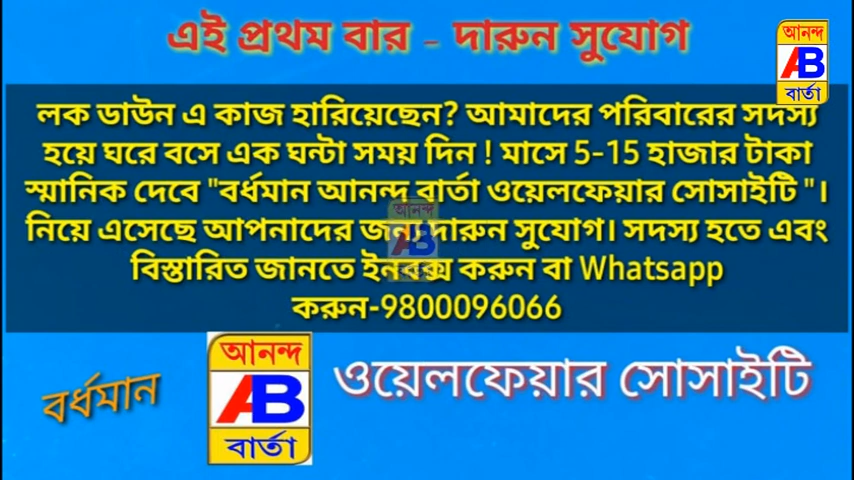 এই প্রথম বার - দারুন সুযোগ
আনন্দ
AB
বার্তা
লক ডাউন এ কাজ হারিয়েছেন? আমাদের পরিবারের সদস্য
হয়ে ঘরে বসে এক ঘন্টা সময় দিন ! মাসে 5-15 হাজার টাকা
স্মানিক দেবে "বর্ধমান আনন্দ বার্তা ওয়েলফেয়ার সোসাইটি "।
নিয়ে এসেছে আপনাদের জন্য দারুন সুযোগ। সদস্য হতে এবং
বিস্তারিত জানতে ইনবক্স করুন বা Whatsapp
করুন-9800096066
আনন্দ
AB
বার্তা
বর্ধমান
আনন্দ
AB
বার্তা
ওয়েলফেয়ার সোসাইটি